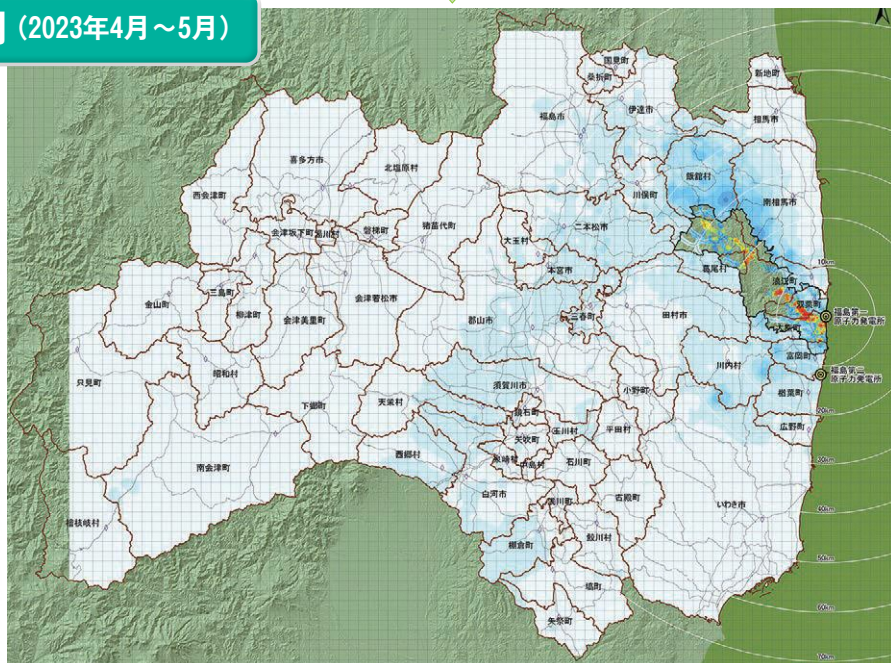 (2023年4月～5月)
国見町
桑折町
新地町
伊達市
福島市
相馬市
喜多方市
北塩原村
飯舘村
川俣町
西会津町
南相馬市
猪苗代町
二本松市
会津坂下町
湯川村
磐梯町
大玉村
本宮市
葛尾村
10km
浪江町
三島町
会津若松市
金山町
双葉町
柳津町
会津美里町
郡山市
三春町
田村市
福島第一
原子力発電所
大熊町
富岡町
川内村
昭和村
福島第二
原子力発電所
只見町
須賀川市
小野町
楢葉町
下郷町
天栄村
鏡石町
20km
玉川村
平田村
広野町
矢吹町
西郷村
泉崎村
中島村
石川町
30km
南会津町
白河市
古殿町
いわき市
浅川町
40km
檜枝岐村
鮫川村
棚倉町
50km
塙町
60km
矢祭町
70km